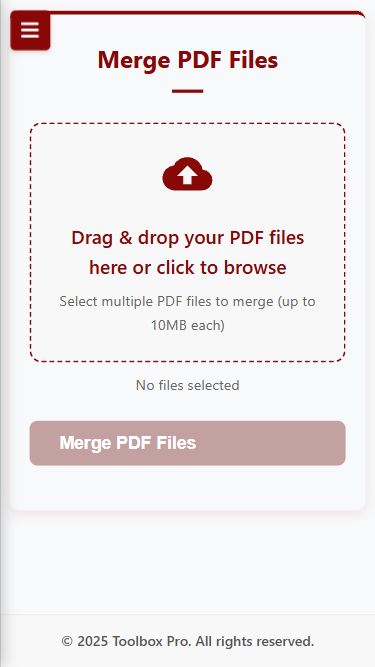 Merge PDF Files
Drag & drop your PDF files
here or click to browse
Select multiple PDF files to merge (up to
10MB each)
No files selected
Merge PDF Files
© 2025 Toolbox Pro. All rights reserved.